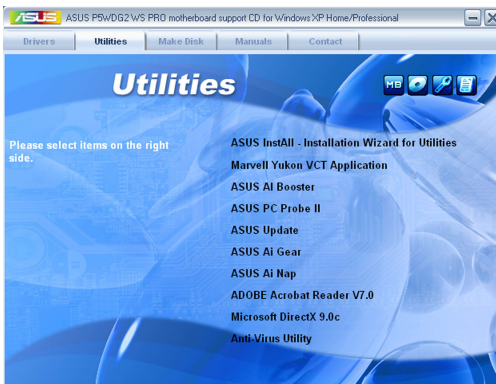 ASUS ASUS P5WDG2 WS PRO motherboard support CD for Windows XP Home/Professional
Drivers Utilities Make Disk Manuals Contact
Utilities
MB
Please select items on the right
side.
ASUS InstAll - Installation Wizard for Utilities
Marvell Yukon VCT Application
ASUS AI Booster
ASUS PC Probe II
ASUS Update
ASUS Ai Gear
ASUS Ai Nap
ADOBE Acrobat Reader V7.0
Microsoft DirectX 9.0c
Anti-Virus Utility